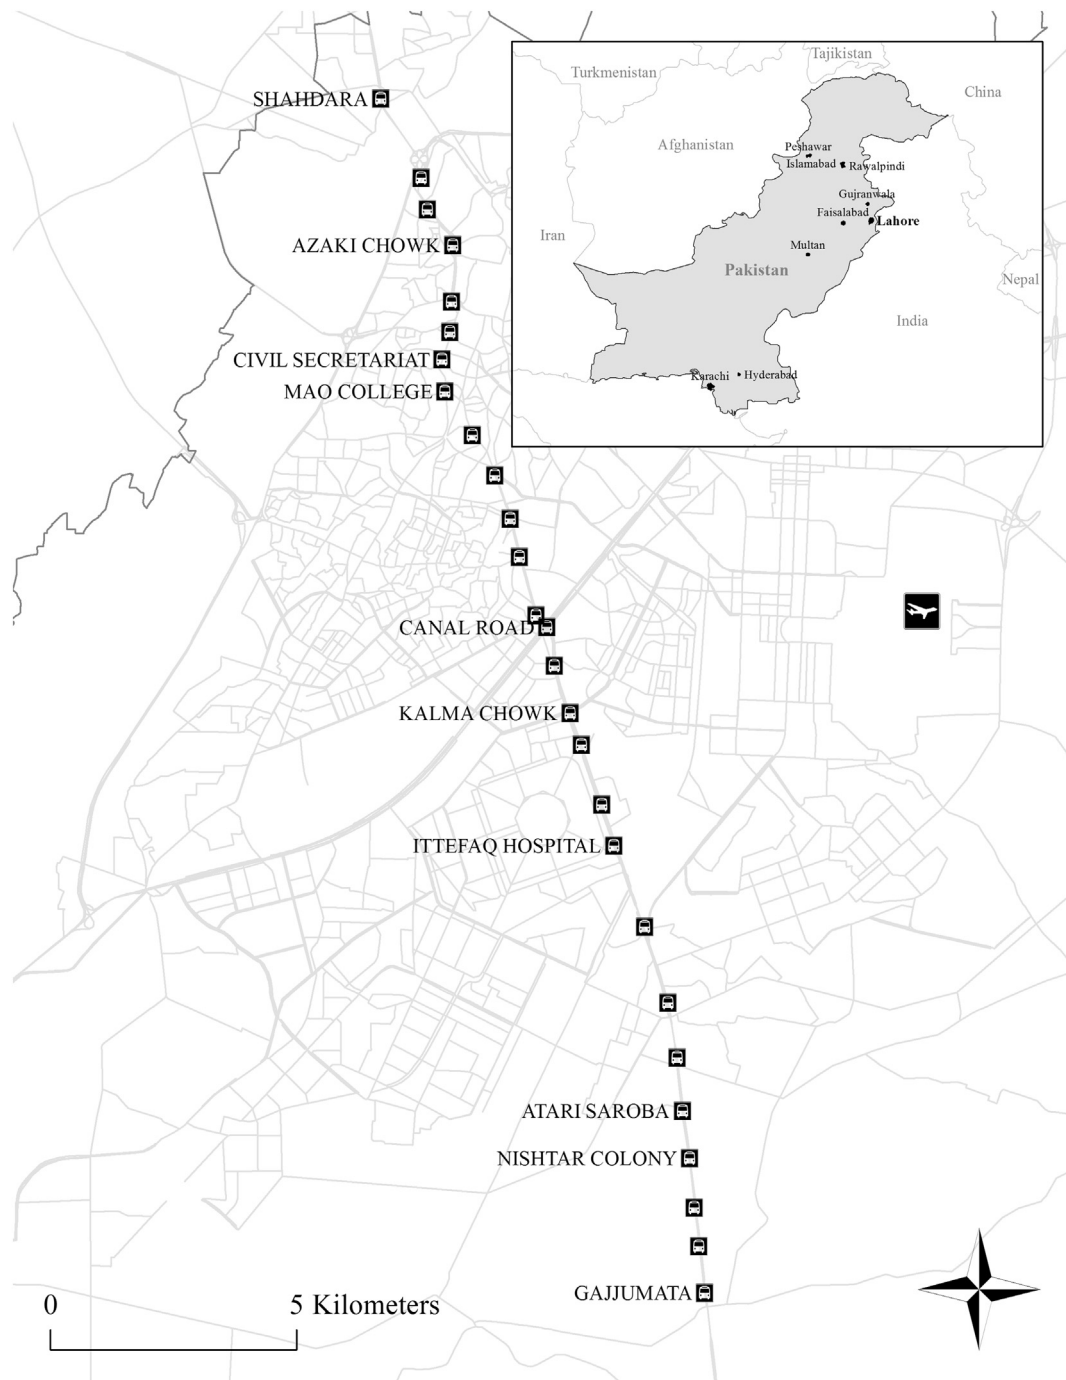 SHAHDARA
AZAKI CHOWK
CIVIL SECRETARIAT
MAO COLLEGE
CANAL ROAD
KALMA CHOWK
ITTEFAQ HOSPITAL
ATARI SAROBA
NISHTAR COLONY
GAJJUMATA
0 5 Kilometers
Tajikistan
Turkmenistan
China
Afghanistan
Peshawar
Islamabad
Rawalpindi
Gujranwala
Faisalabad
Lahore
Iran
Multan
Pakistan
Nepal
India
Karachi
Hyderabad